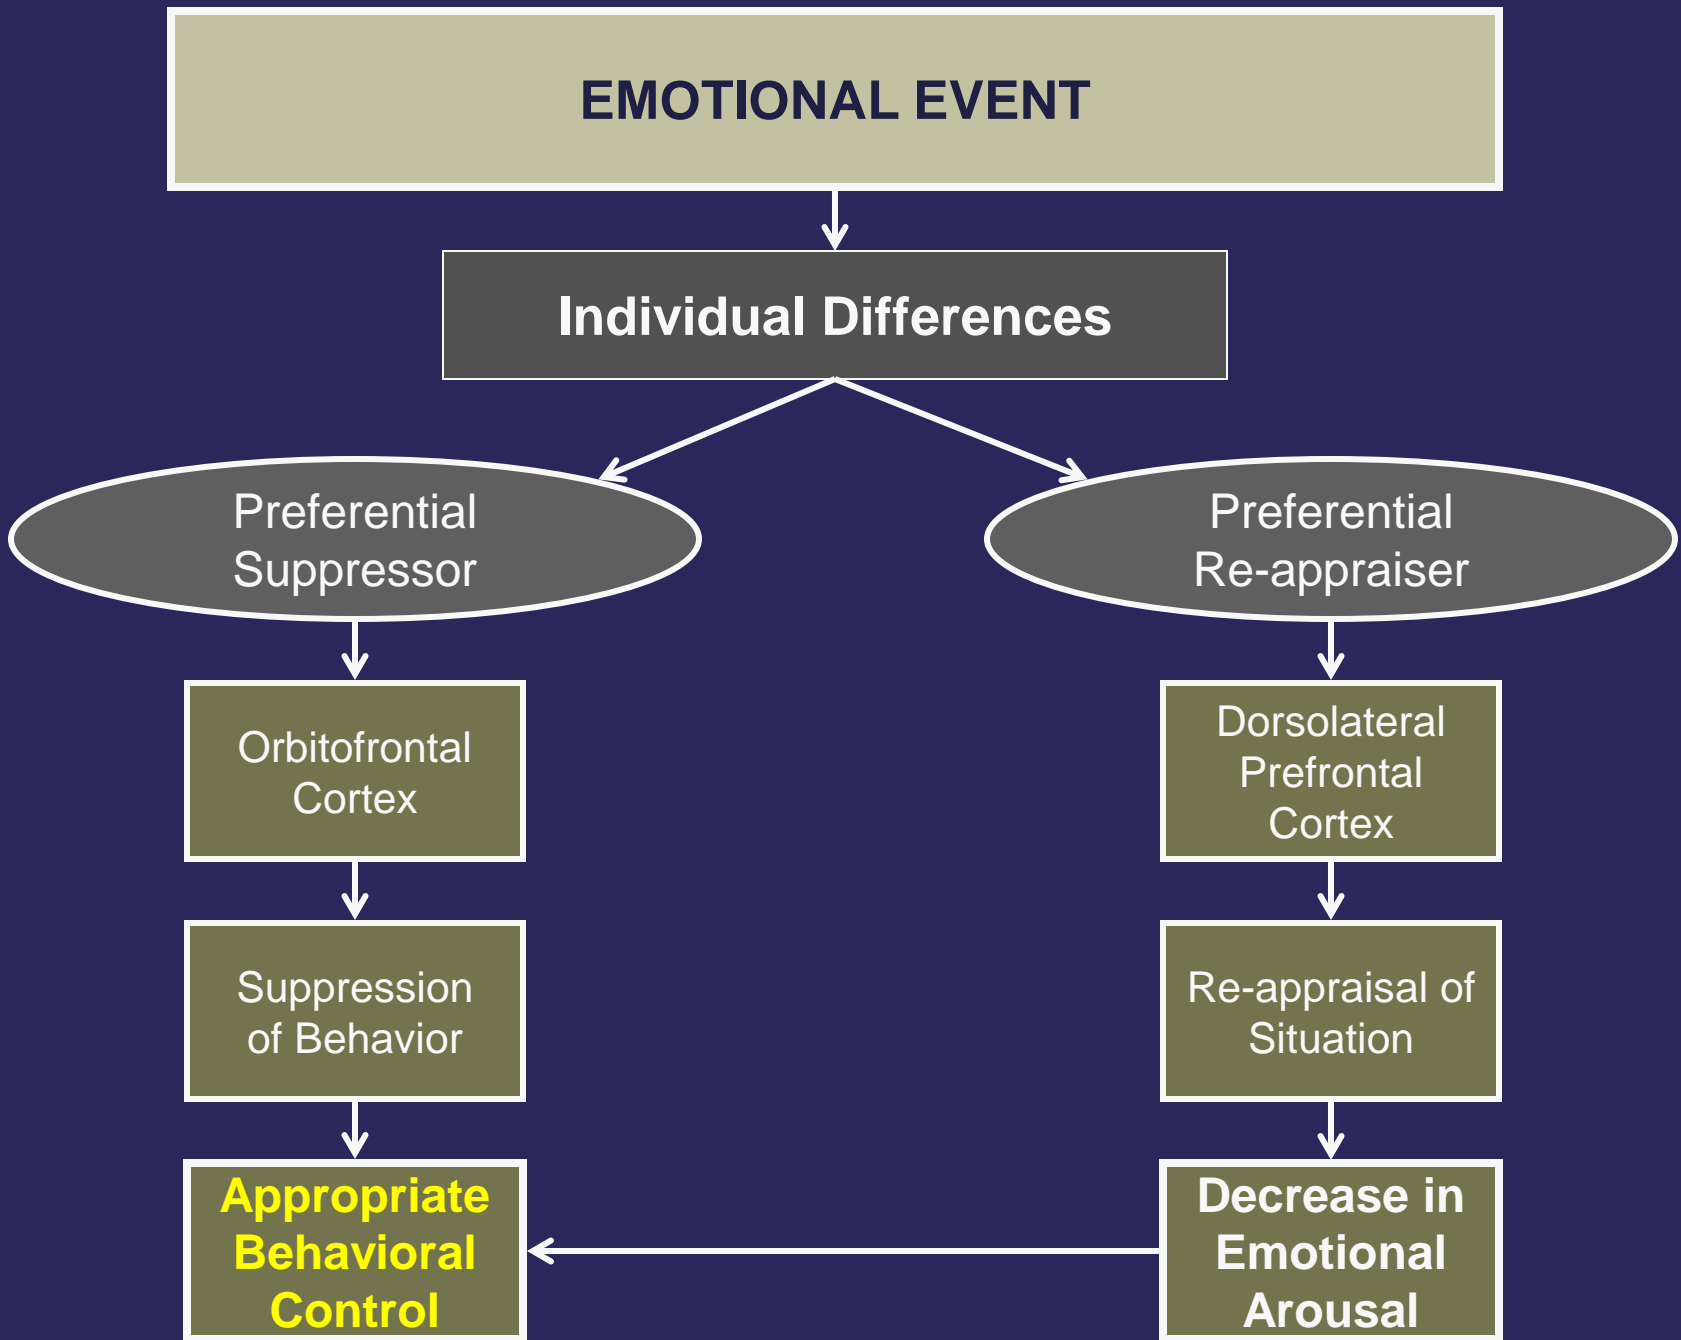 EMOTIONAL EVENT
Individual Differences
Preferential
Suppressor
Preferential
Re-appraiser
Orbitofrontal
Cortex
Dorsolateral
Prefrontal
Cortex
Suppression
of Behavior
Re-appraisal of
Situation
Appropriate
Behavioral
Control
Decrease in
Emotional
Arousal